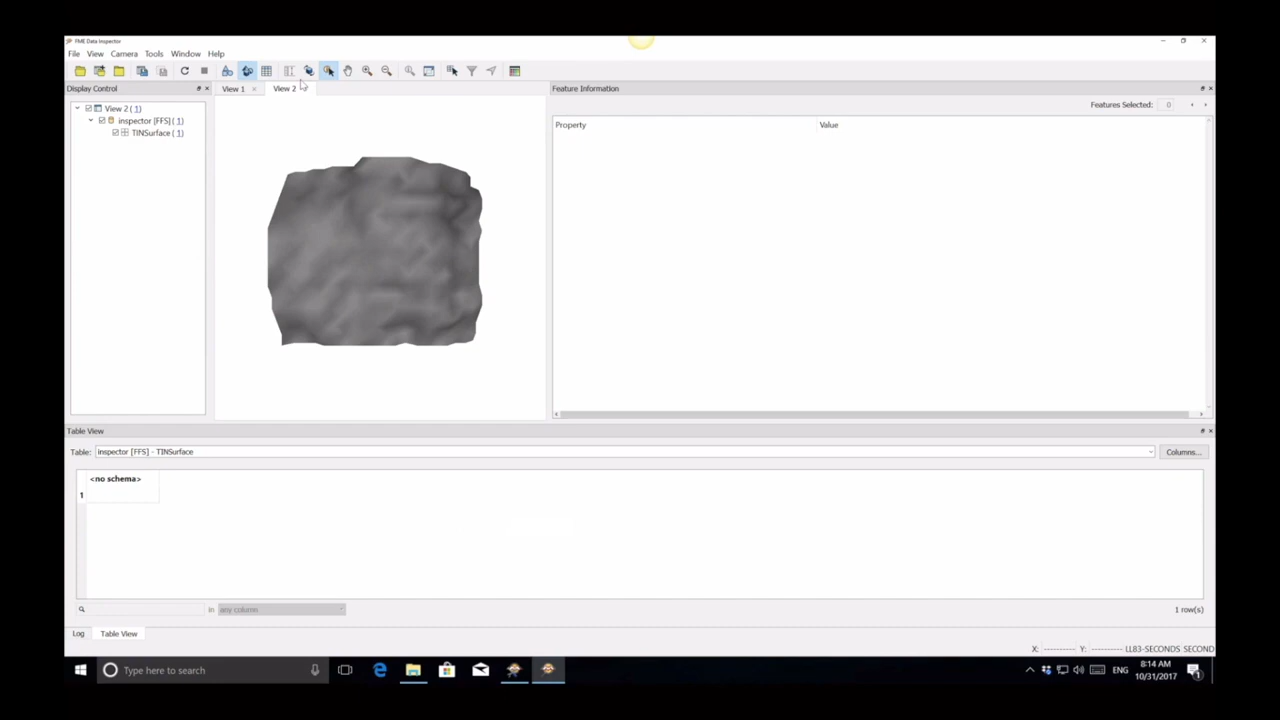 FME Data Inspector
File View Camera Tools Window Help
Display Control
View 1
View 2
Feature Information
View 2 (1)
inspector [FFS] (1)
TINSurface (1)
Features Selected: 0
Property Value
Table View
Table: inspector [FFS] - TINSurface
Columns...
<no schema>
1
in any column
1 row(s)
Log Table View
X: ---------- Y: ---------- LL83-SECONDS SECOND
Type here to search
ENG
8:14 AM
10/31/2017
1